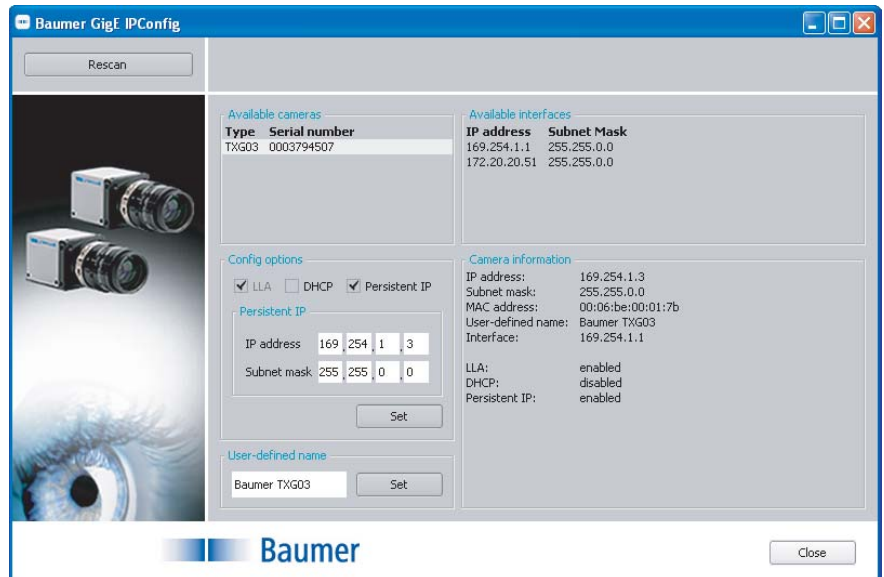 Baumer GigE IPConfig
Rescan
Available cameras
Type Serial number
TXG03 0003794507
Available interfaces
IP address Subnet Mask
169.254.1.1 255.255.0.0
172.20.20.51 255.255.0.0
Config options
LLA DHCP Persistent IP
Persistent IP
IP address 169 . 254 . 1 . 3
Subnet mask 255 . 255 . 0 . 0
Set
User-defined name
Baumer TXG03 Set
Camera information
IP address: 169.254.1.3
Subnet mask: 255.255.0.0
MAC address: 00:06:be:00:01:7b
User-defined name: Baumer TXG03
Interface: 169.254.1.1
LLA: enabled
DHCP: disabled
Persistent IP: enabled
Baumer
Close